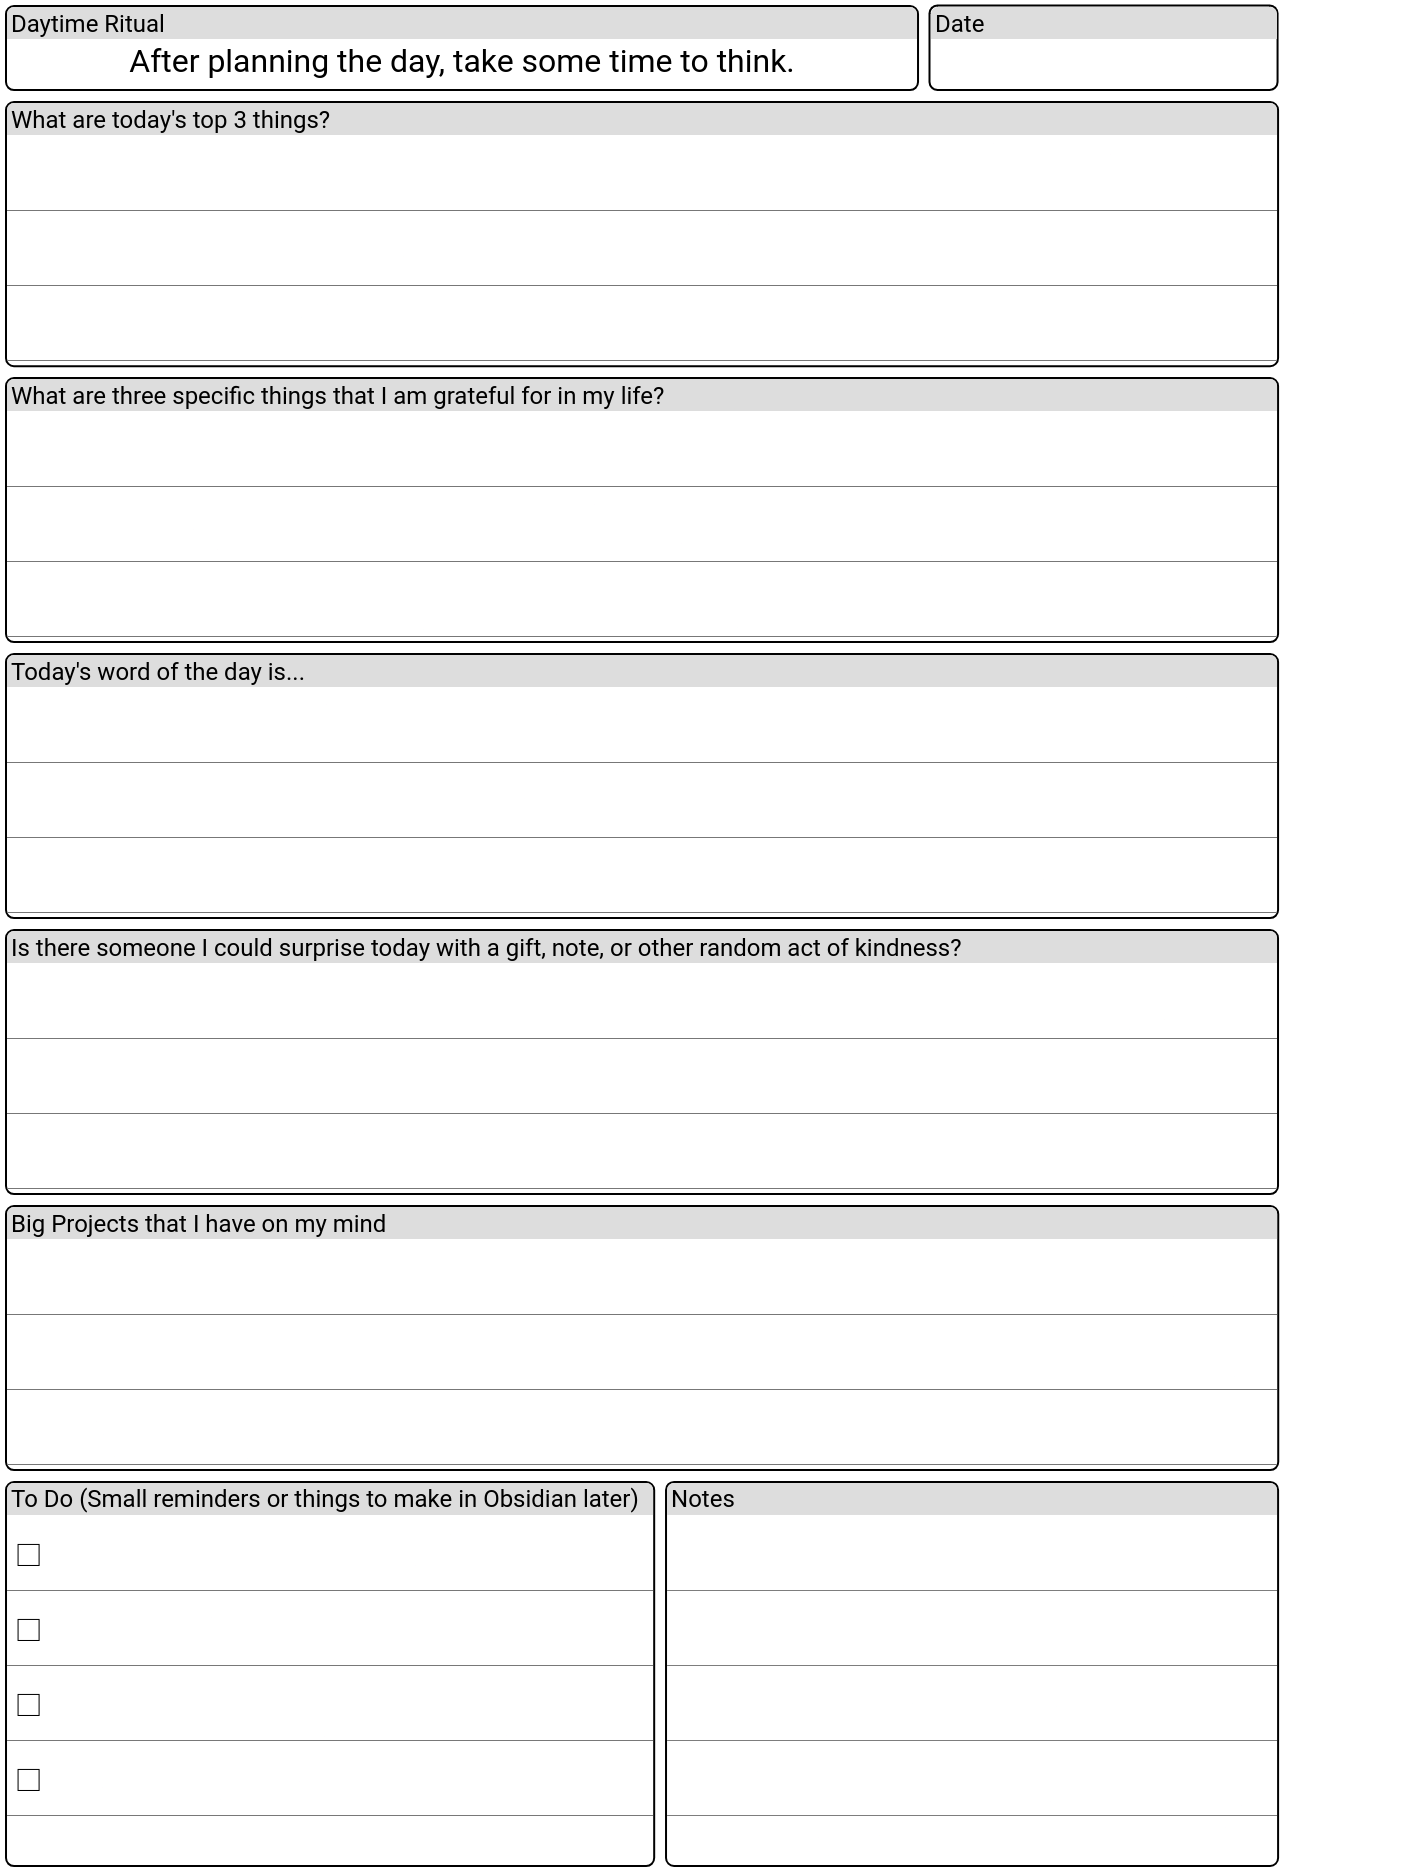 Daytime Ritual
Date
After planning the day, take some time to think.
What are today's top 3 things?
What are three specific things that I am grateful for in my life?
Today's word of the day is...
Is there someone I could surprise today with a gift, note, or other random act of kindness?
Big Projects that I have on my mind
To Do (Small reminders or things to make in Obsidian later)
Notes